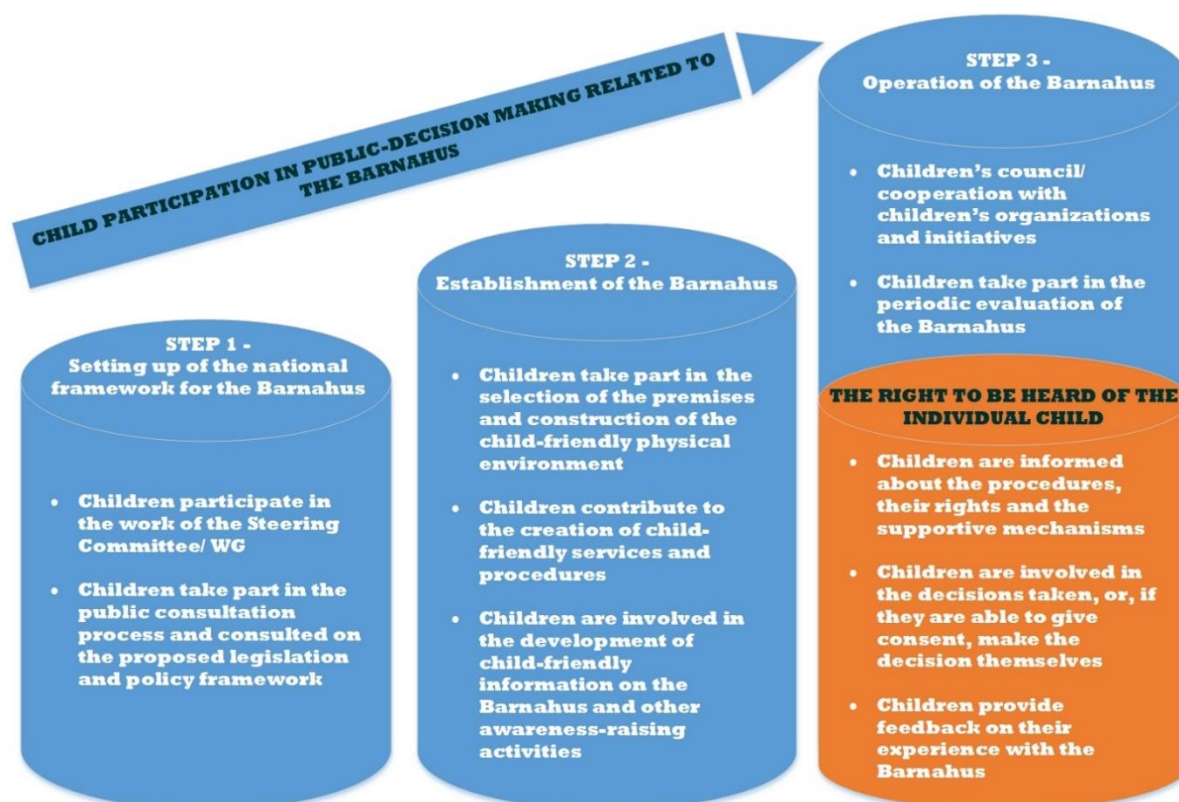 CHILD PARTICIPATION IN PUBLIC-DECISION MAKING RELATED TO
THE BARNAHUS
STEP 1 -
Setting up of the national
framework for the Barnahus
• Children participate in
the work of the Steering
Committee/ WG
• Children take part in the
public consultation
process and consulted on
the proposed legislation
and policy framework
STEP 2 -
Establishment of the Barnahus
• Children take part in the
selection of the premises
and construction of the
child-friendly physical
environment
• Children contribute to
the creation of child-
friendly services and
procedures
• Children are involved in
the development of
child-friendly
information on the
Barnahus and other
awareness-raising
activities
STEP 3 -
Operation of the Barnahus
• Children's council/
cooperation with
children's organizations
and initiatives
• Children take part in the
periodic evaluation of
the Barnahus
THE RIGHT TO BE HEARD OF THE
INDIVIDUAL CHILD
• Children are informed
about the procedures,
their rights and the
supportive mechanisms
• Children are involved in
the decisions taken, or, if
they are able to give
consent, make the
decision themselves
• Children provide
feedback on their
experience with the
Barnahus